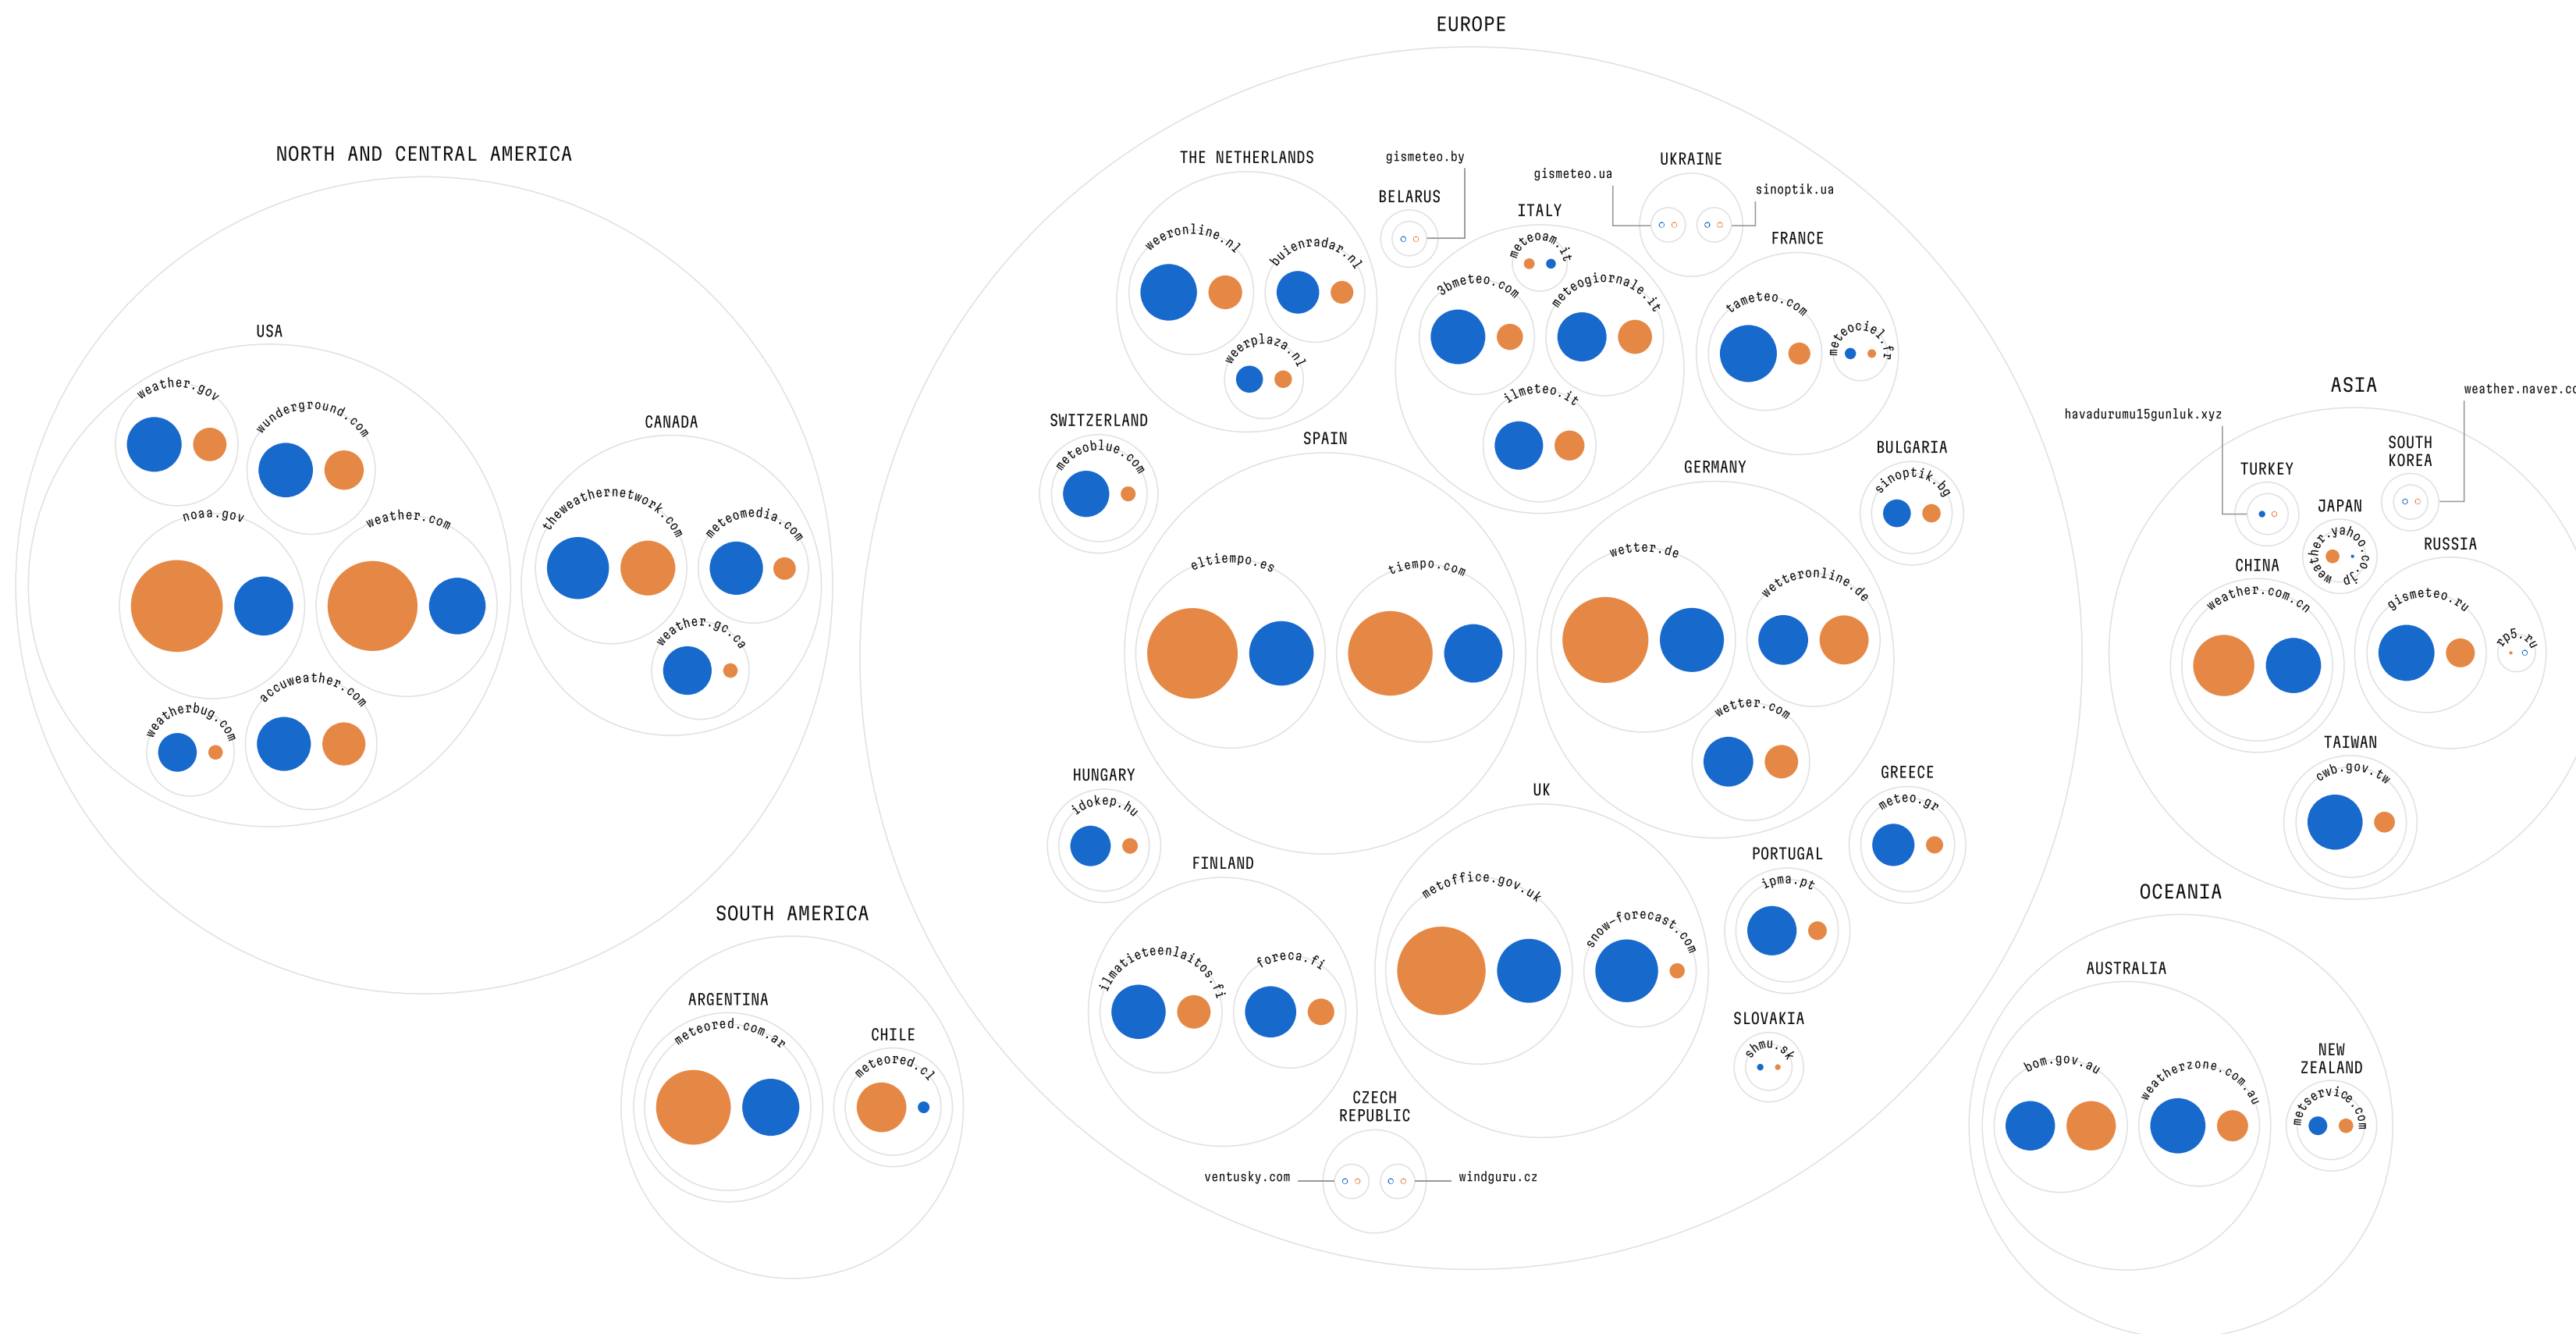 EUROPE
NORTH AND CENTRAL AMERICA
USA
weather.gov
wunderground.com
noaa.gov
weather.com
weatherbug.com
accuweather.com
CANADA
theweathernetwork.com
meteomedia.com
weather.gc.ca
SOUTH AMERICA
ARGENTINA
meteored.com.ar
CHILE
meteored.cl
THE NETHERLANDS
weeronline.nl
buienradar.nl
weerplaza.nl
BELARUS
gismeteo.by
ITALY
meteoam.it
3bmeteo.com
meteogiornale.it
ilmeteo.it
UKRAINE
gismeteo.ua
sinoptik.ua
FRANCE
tameteo.com
meteociel.fr
SWITZERLAND
meteoblue.com
SPAIN
eltiempo.es
tiempo.com
GERMANY
wetter.de
wetteronline.de
wetter.com
BULGARIA
sinoptik.bg
HUNGARY
idokep.hu
FINLAND
ilmatieteenlaitos.fi
foreca.fi
UK
metoffice.gov.uk
snow-forecast.com
GREECE
meteo.gr
PORTUGAL
ipma.pt
SLOVAKIA
shmu.sk
CZECH
REPUBLIC
ventusky.com
windguru.cz
ASIA
havadurumu15gunluk.xyz
TURKEY
weather.naver.co
SOUTH
KOREA
JAPAN
weather.yahoo.co.jp
CHINA
weather.com.cn
RUSSIA
gismeteo.ru
rp5.ru
TAIWAN
cwb.gov.tw
OCEANIA
AUSTRALIA
bom.gov.au
weatherzone.com.au
NEW
ZEALAND
metservice.com